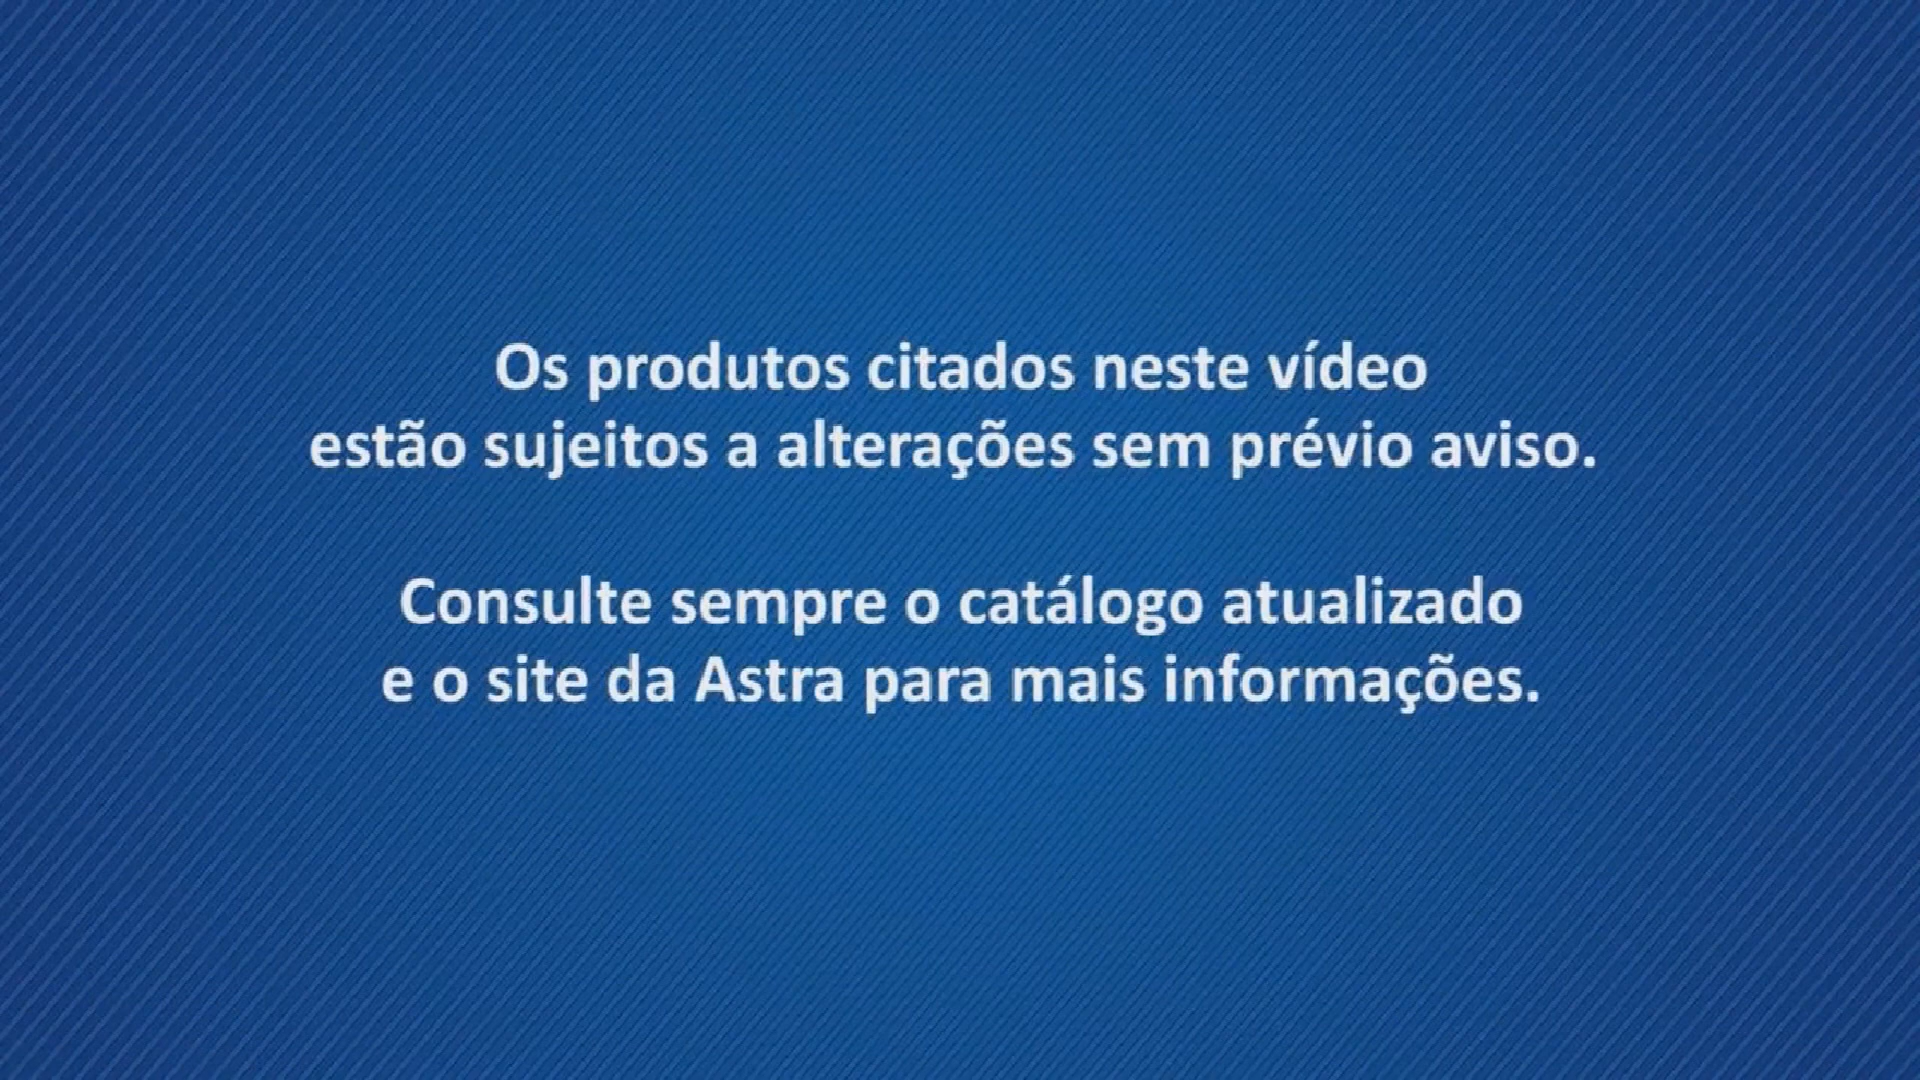 Os produtos citados neste vídeo
estão sujeitos a alterações sem prévio aviso.
Consulte sempre o catálogo atualizado
e o site da Astra para mais informações.